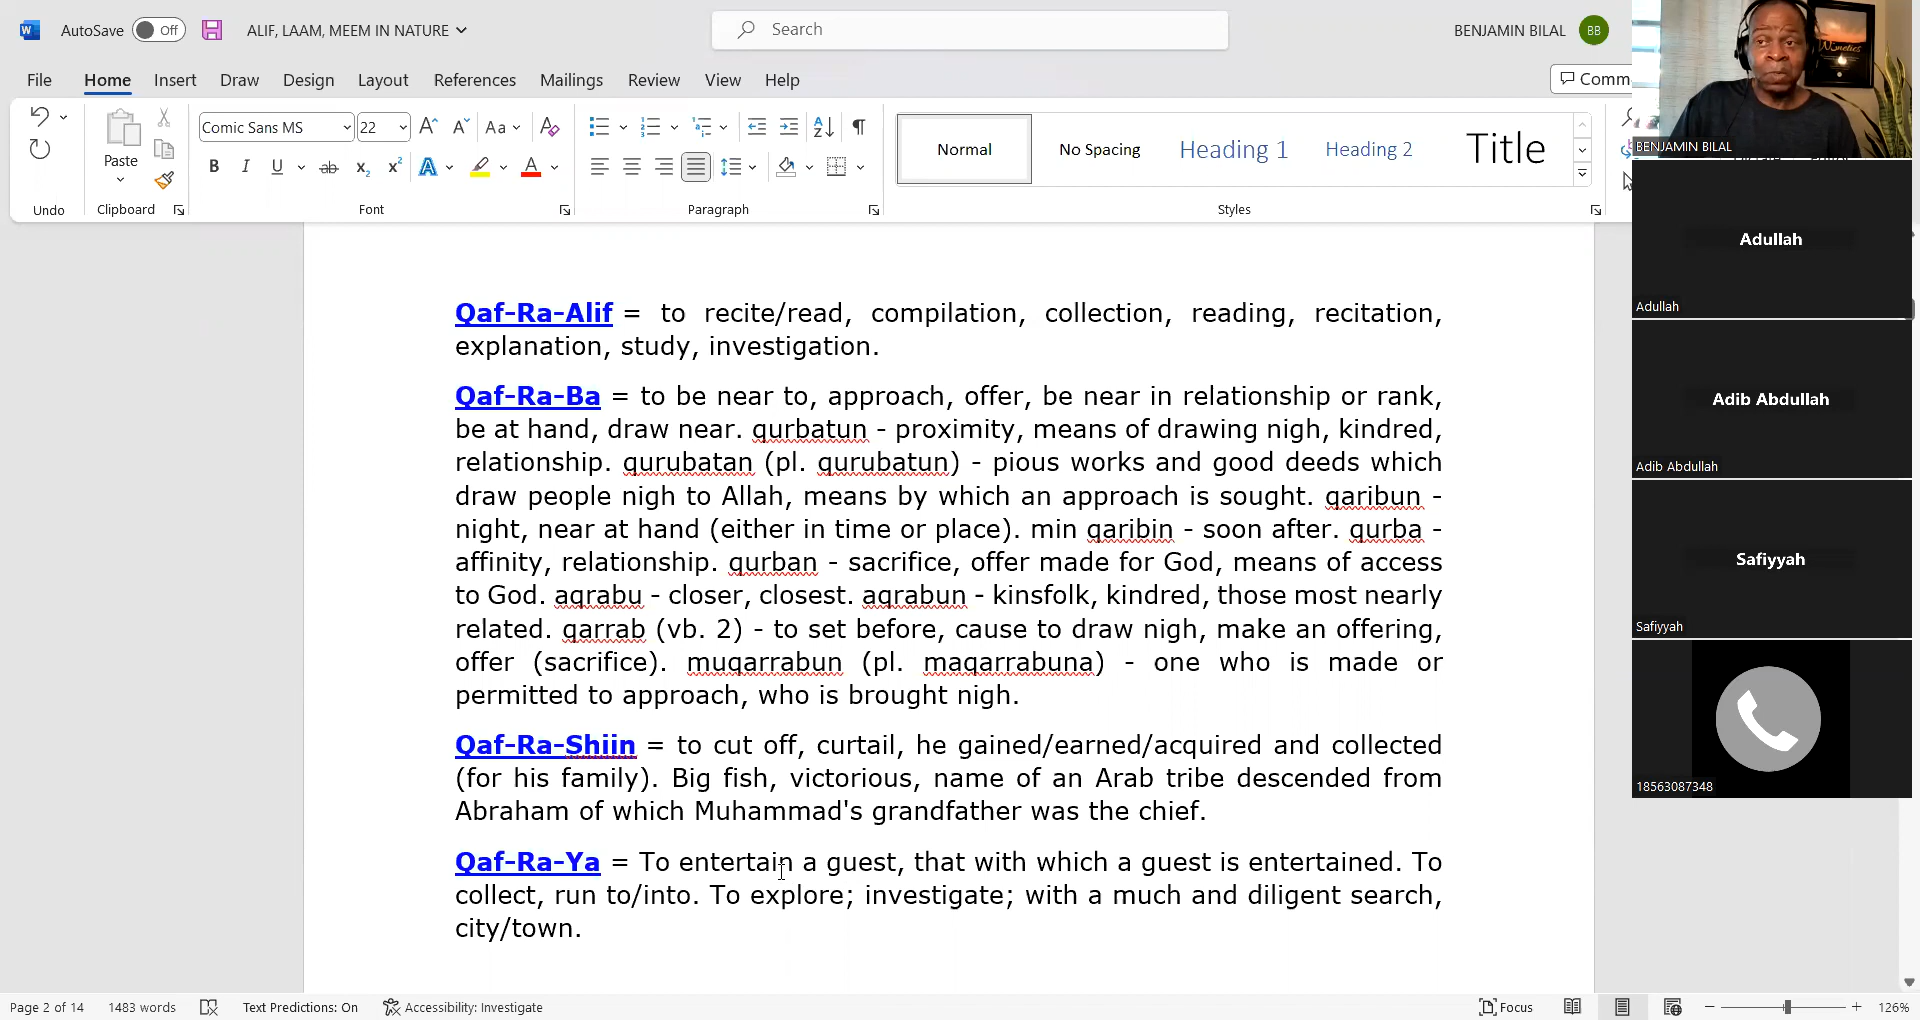 AutoSave Off ALIF, LAAM, MEEM IN NATURE Search BENJAMIN BILAL BB
File Home Insert Draw Design Layout References Mailings Review View Help Comm
Paste Comic Sans MS 22 Aa Normal No Spacing Heading 1 Heading 2 Title
Undo Clipboard Font Paragraph Styles
BENJAMIN BILAL
Adullah
Adullah
Adib Abdullah
Adib Abdullah
Safiyyah
Safiyyah
18563087348
Qaf-Ra-Alif = to recite/read, compilation, collection, reading, recitation,
explanation, study, investigation.
Qaf-Ra-Ba = to be near to, approach, offer, be near in relationship or rank,
be at hand, draw near. qurbatun - proximity, means of drawing nigh, kindred,
relationship. qurubatan (pl. qurubatun) - pious works and good deeds which
draw people nigh to Allah, means by which an approach is sought. qaribun -
night, near at hand (either in time or place). min qaribin - soon after. qurba -
affinity, relationship. qurban - sacrifice, offer made for God, means of access
to God. aqrabu - closer, closest. aqrabun - kinsfolk, kindred, those most nearly
related. qarrab (vb. 2) - to set before, cause to draw nigh, make an offering,
offer (sacrifice). muqarrabun (pl. maqarrabuna) - one who is made or
permitted to approach, who is brought nigh.
Qaf-Ra-Shiin = to cut off, curtail, he gained/earned/acquired and collected
(for his family). Big fish, victorious, name of an Arab tribe descended from
Abraham of which Muhammad's grandfather was the chief.
Qaf-Ra-Ya = To entertain a guest, that with which a guest is entertained. To
collect, run to/into. To explore; investigate; with a much and diligent search,
city/town.
Page 2 of 14 1483 words Text Predictions: On Accessibility: Investigate Focus 126%